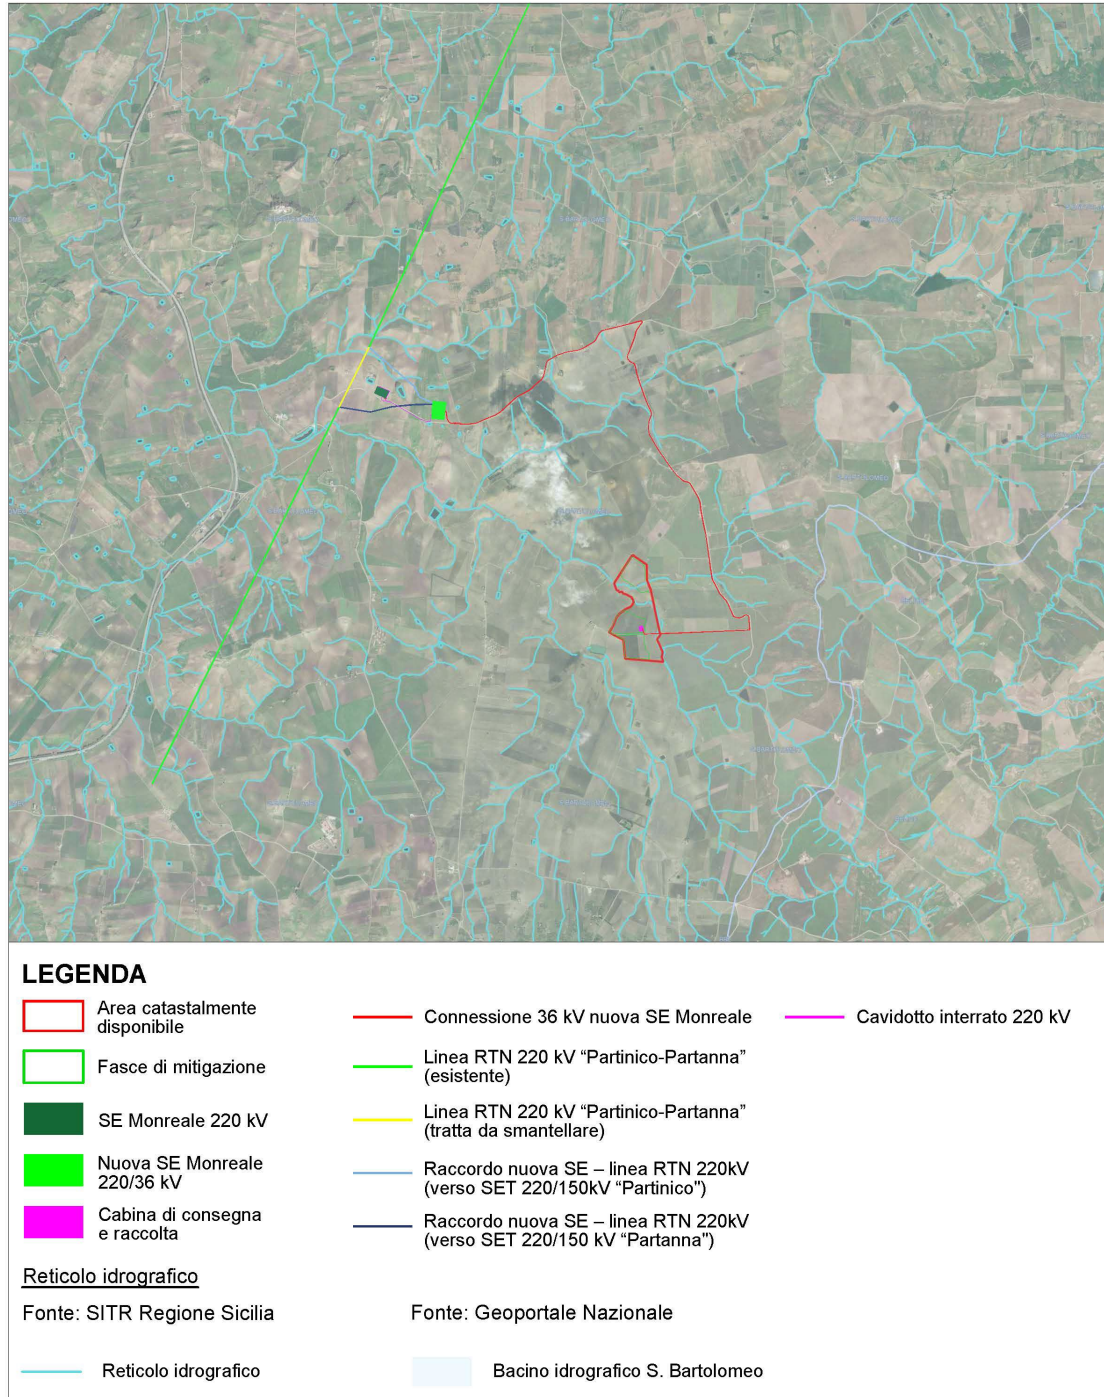 LEGENDA
Area catastalmente
disponibile
Fasce di mitigazione
SE Monreale 220 kV
Nuova SE Monreale
220/36 kV
Cabina di consegna
e raccolta
Connessione 36 kV nuova SE Monreale
Linea RTN 220 kV “Partinico-Partanna”
(esistente)
Linea RTN 220 kV “Partinico-Partanna”
(tratta da smantellare)
Raccordo nuova SE – linea RTN 220kV
(verso SET 220/150kV “Partinico")
Raccordo nuova SE – linea RTN 220kV
(verso SET 220/150 kV “Partanna”)
Cavidotto interrato 220 kV
Reticolo idrografico
Fonte: SITR Regione Sicilia
Fonte: Geoportale Nazionale
Reticolo idrografico
Bacino idrografico S. Bartolomeo